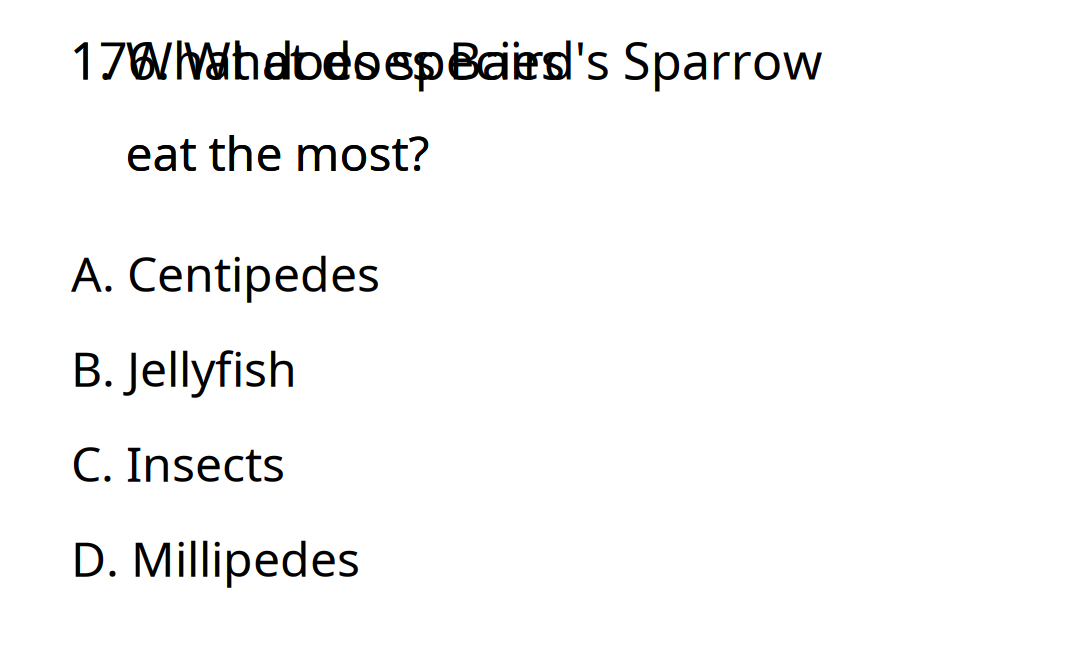 176. What does Baird's Sparrow
eat the most?
A. Centipedes
B. Jellyfish
C. Insects
D. Millipedes